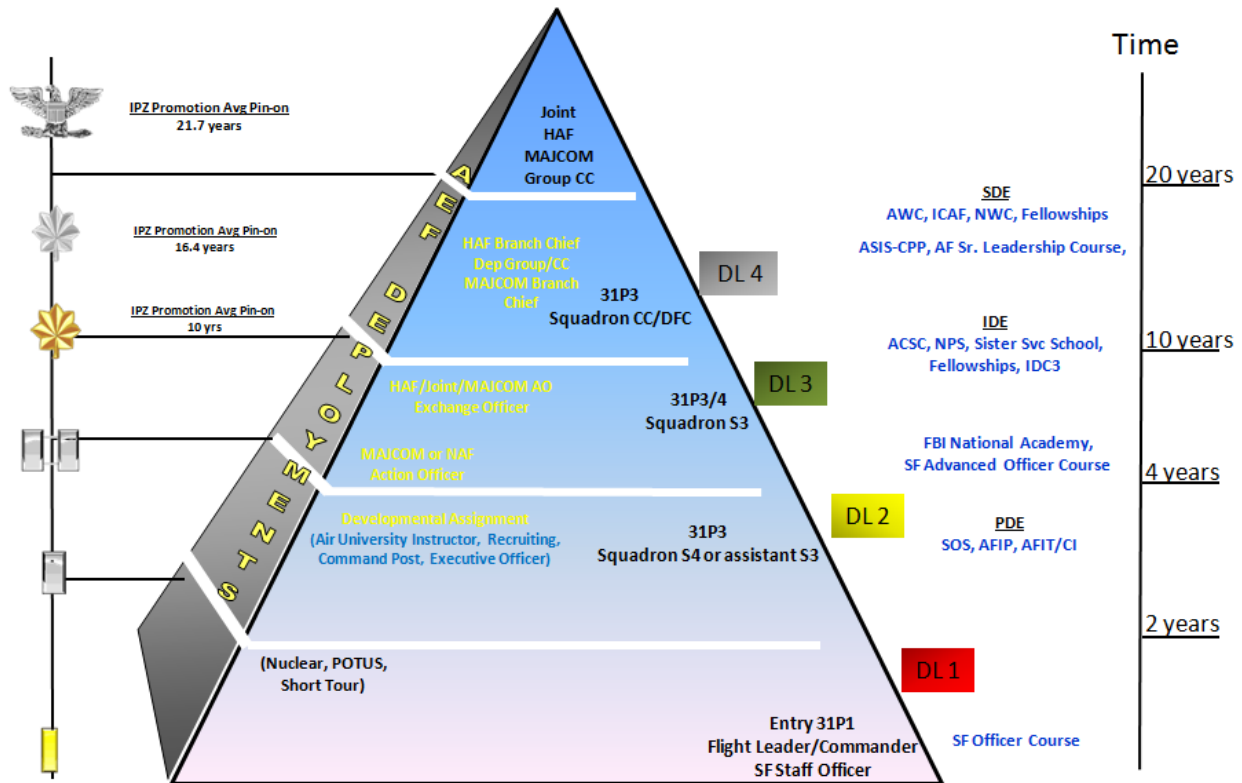 Time
IPZ Promotion Avg Pin-on
21.7 years
IPZ Promotion Avg Pin-on
16.4 years
IPZ Promotion Avg Pin-on
10 yrs
AEF DEPLOYMENTS
Joint
HAF
MAJCOM
Group CC
HAF Branch Chief
Dep Group/CC
MAJCOM Branch
Chief
31P3
Squadron CC/DFC
HAF/Joint/MAJCOM AO
Exchange Officer
31P3/4
Squadron S3
MAJCOM or NAF
Action Officer
Developmental Assignment
(Air University Instructor, Recruiting,
Command Post, Executive Officer)
31P3
Squadron S4 or assistant S3
(Nuclear, POTUS,
Short Tour)
Entry 31P1
Flight Leader/Commander
SF Staff Officer
DL 4
DL 3
DL 2
DL 1
SDE
AWC, ICAF, NWC, Fellowships
ASIS-CPP, AF Sr. Leadership Course,
IDE
ACSC, NPS, Sister Svc School,
Fellowships, IDC3
FBI National Academy,
SF Advanced Officer Course
PDE
SOS, AFIP, AFIT/CI
SF Officer Course
20 years
10 years
4 years
2 years